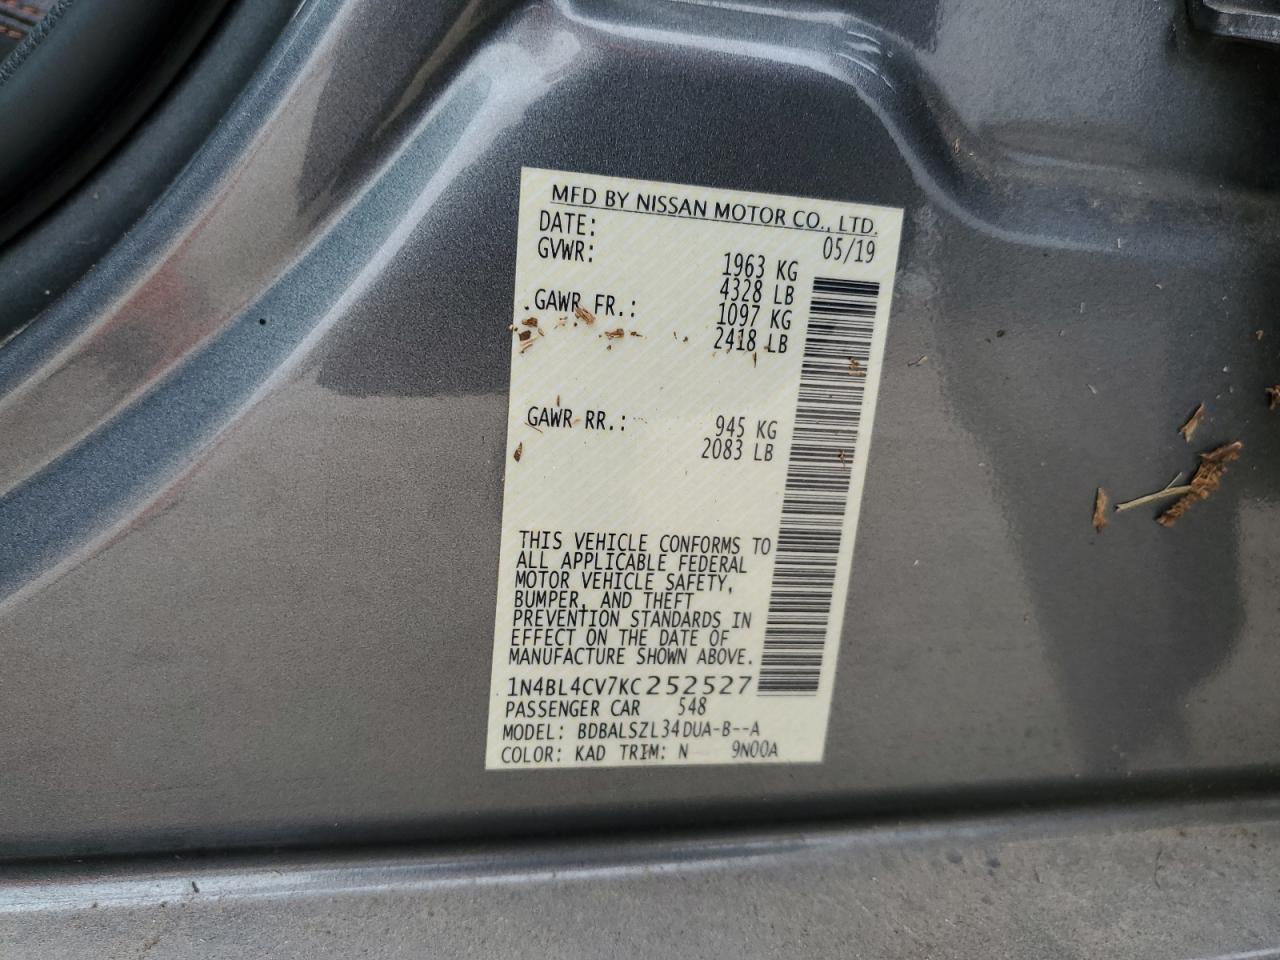 MFD BY NISSAN MOTOR CO., LTD.
DATE: 05/19
GVWR: 1963 KG
4328 LB
GAWR FR.: 1097 KG
2418 LB
GAWR RR.: 945 KG
2083 LB
THIS VEHICLE CONFORMS TO
ALL APPLICABLE FEDERAL
MOTOR VEHICLE SAFETY,
BUMPER, AND THEFT
PREVENTION STANDARDS IN
EFFECT ON THE DATE OF
MANUFACTURE SHOWN ABOVE.
1N4BL4CV7KC252527
PASSENGER CAR 548
MODEL: BDBALSZL34DUA-B--A
COLOR: KAD TRIM: N 9N00A